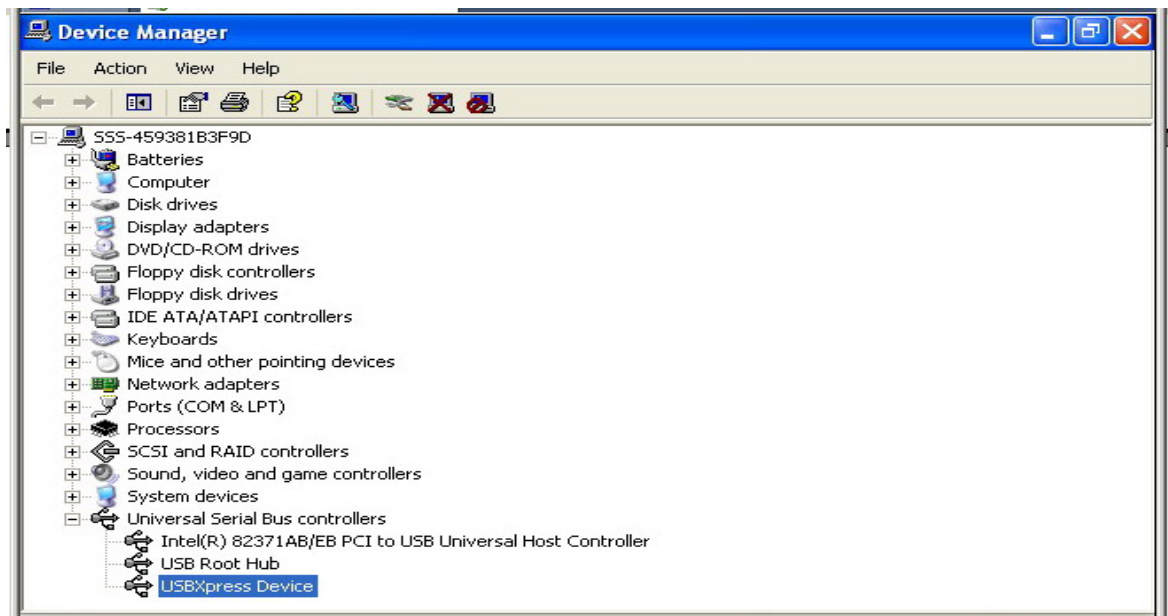 Device Manager
File Action View Help
SSS-459381B3F9D
Batteries
Computer
Disk drives
Display adapters
DVD/CD-ROM drives
Floppy disk controllers
Floppy disk drives
IDE ATA/ATAPI controllers
Keyboards
Mice and other pointing devices
Network adapters
Ports (COM & LPT)
Processors
SCSI and RAID controllers
Sound, video and game controllers
System devices
Universal Serial Bus controllers
Intel(R) 82371AB/EB PCI to USB Universal Host Controller
USB Root Hub
USBXpress Device